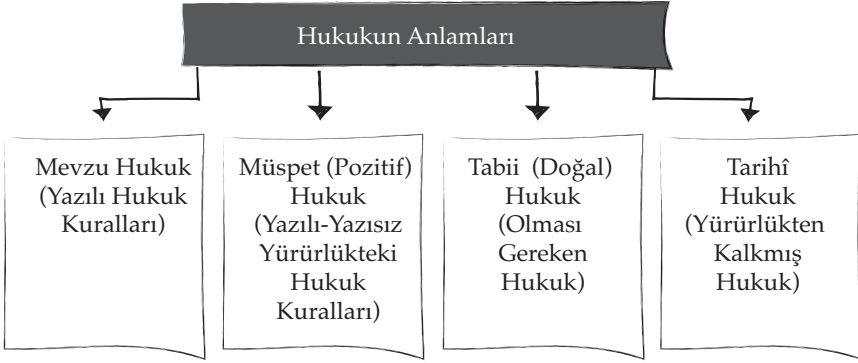 Hukukun Anlamları
Mevzu Hukuk
(Yazılı Hukuk
Kuralları)
Müspet (Pozitif)
Hukuk
(Yazılı-Yazısız
Yürürlükteki
Hukuk
Kuralları)
Tabii (Doğal)
Hukuk
(Olması
Gereken
Hukuk)
Tarihî
Hukuk
(Yürürlükten
Kalkmış
Hukuk)